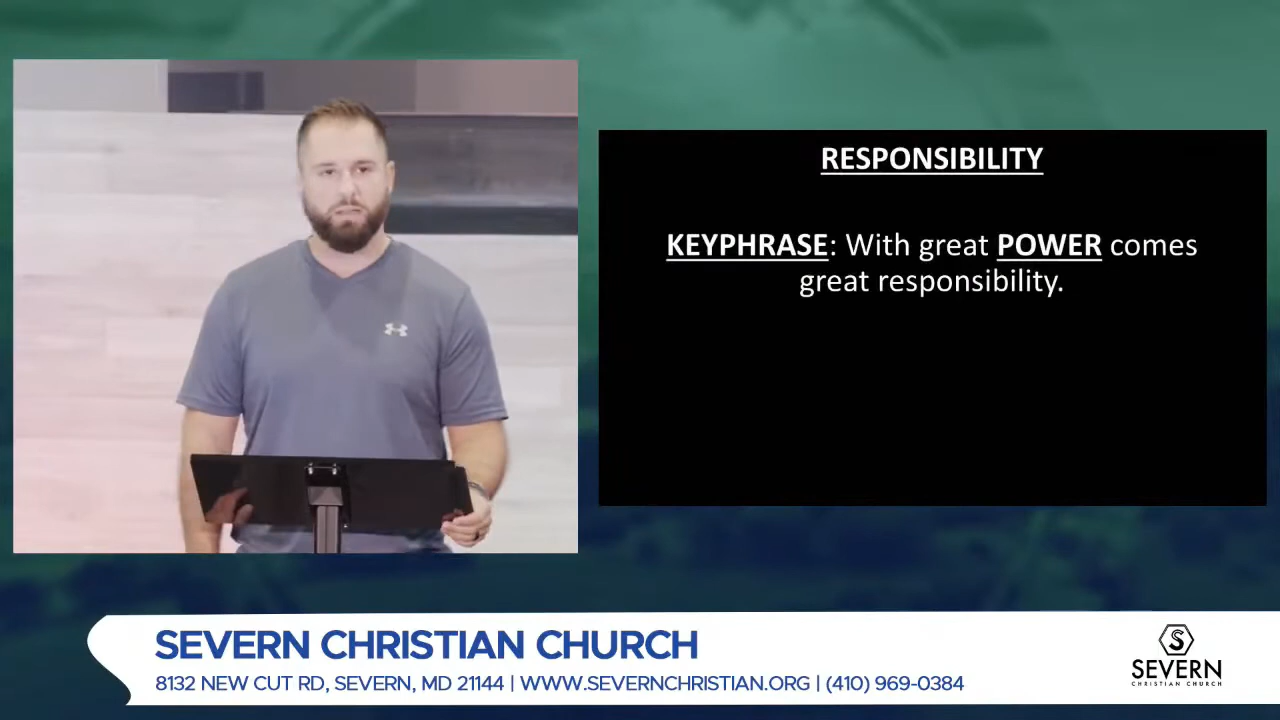 RESPONSIBILITY
KEYPHRASE: With great POWER comes
great responsibility.
SEVERN CHRISTIAN CHURCH
8132 NEW CUT RD, SEVERN, MD 21144 | WWW.SEVERNCHRISTIAN.ORG | (410) 969-0384
S
SEVERN
CHRISTIAN CHURCH